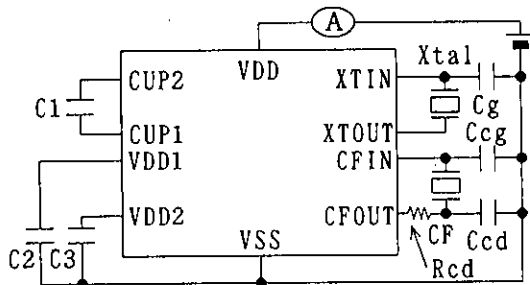 A
VDD
Xtal
CUP2
XTIN
C1
Cg
CUP1
XTOUT
Ccg
VDD1
CFIN
VDD2
CFOUT
CF
Ccd
C2
C3
VSS
Rcd